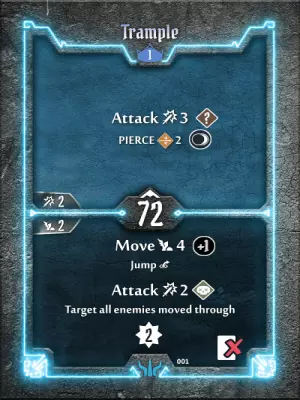 Trample
1
Attack 3 ?
PIERCE 2
2
72
2
Move 4 +1
Jump
Attack 2
Target all enemies moved through
2
001